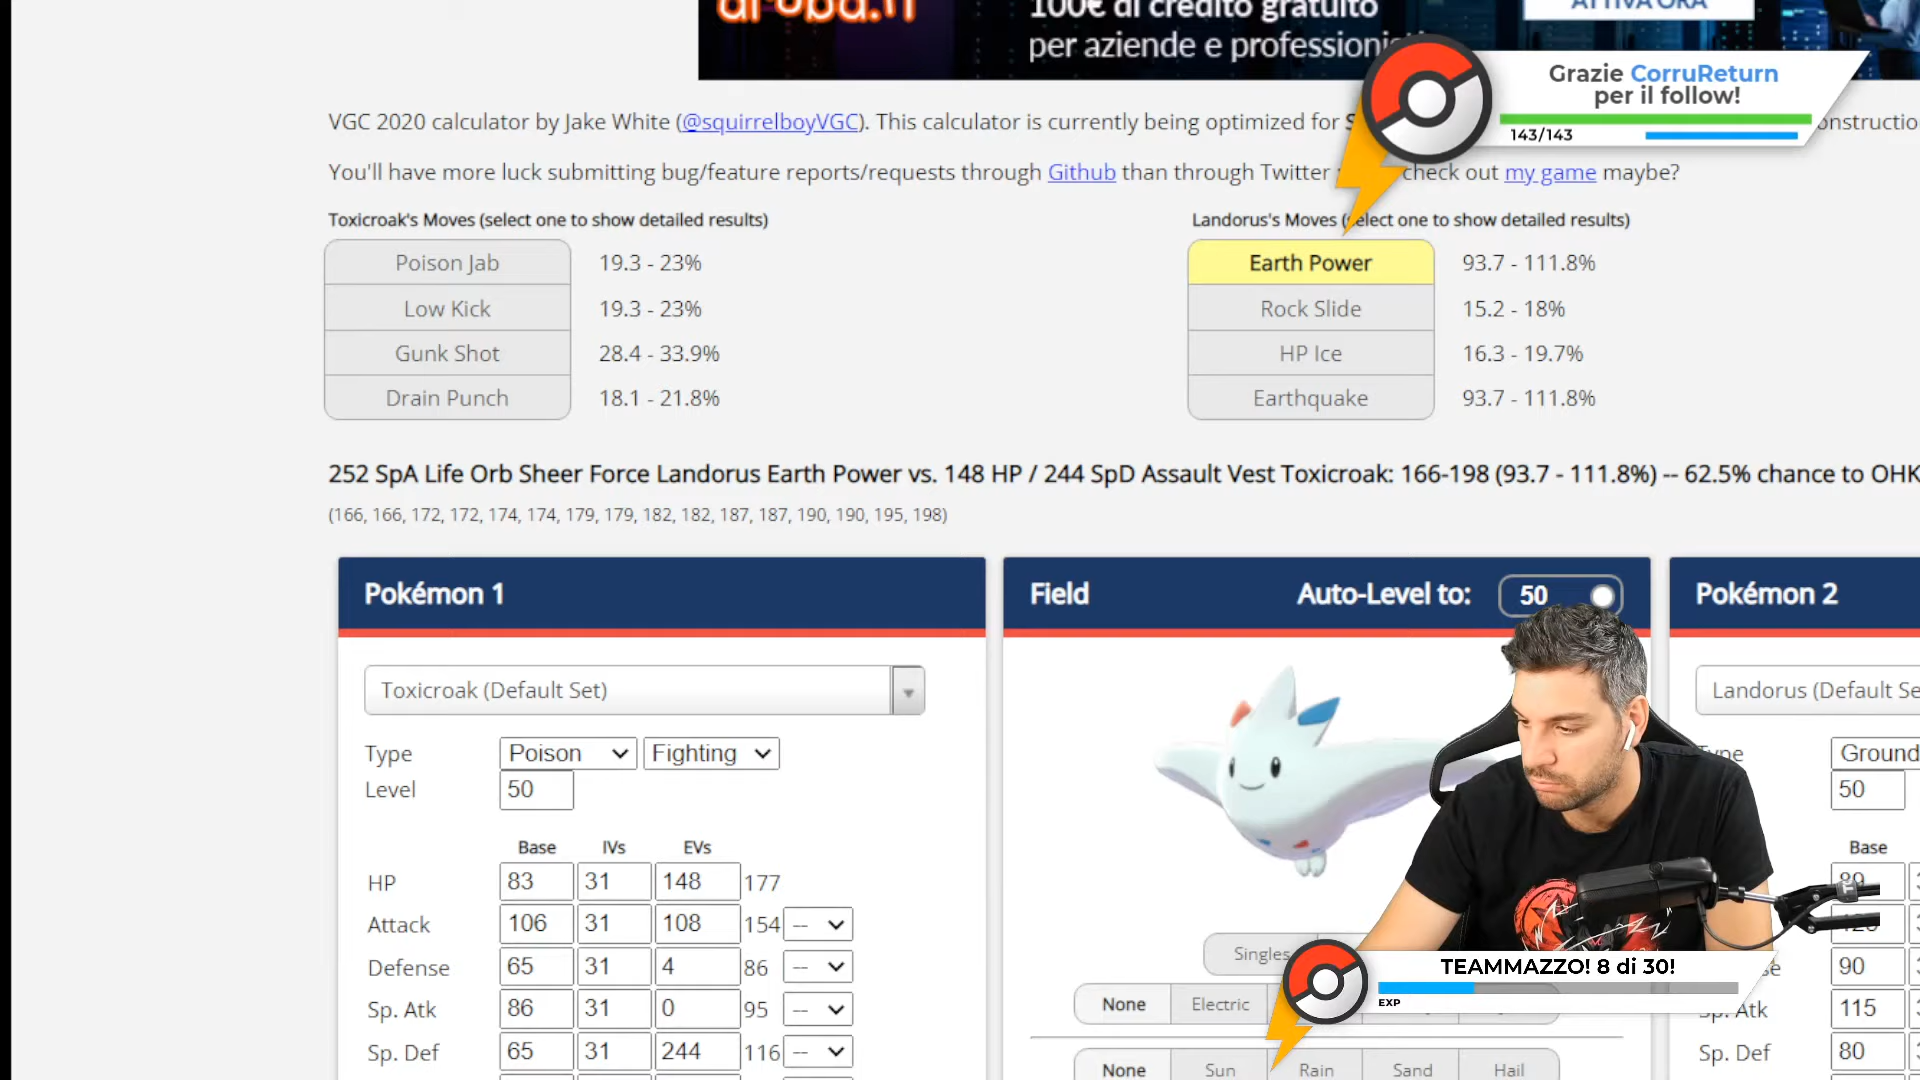 aruba.it
100€ di credito gratuito
per aziende e professionis
ATTIVA ORA
Grazie CorruReturn
per il follow!
143/143
VGC 2020 calculator by Jake White (@squirrelboyVGC). This calculator is currently being optimized for S onstructio
You'll have more luck submitting bug/feature reports/requests through Github than through Twitter check out my game maybe?
Toxicroak's Moves (select one to show detailed results)
Landorus's Moves (select one to show detailed results)
Poison Jab 19.3 - 23%
Low Kick 19.3 - 23%
Gunk Shot 28.4 - 33.9%
Drain Punch 18.1 - 21.8%
Earth Power 93.7 - 111.8%
Rock Slide 15.2 - 18%
HP Ice 16.3 - 19.7%
Earthquake 93.7 - 111.8%
252 SpA Life Orb Sheer Force Landorus Earth Power vs. 148 HP / 244 SpD Assault Vest Toxicroak: 166-198 (93.7 - 111.8%) -- 62.5% chance to OHK
(166, 166, 172, 172, 174, 174, 179, 179, 182, 182, 187, 187, 190, 190, 195, 198)
Pokémon 1
Toxicroak (Default Set)
Type Poison Fighting
Level 50
Base IVs EVs
HP 83 31 148 177
Attack 106 31 108 154 --
Defense 65 31 4 86 --
Sp. Atk 86 31 0 95 --
Sp. Def 65 31 244 116 --
Field
Auto-Level to: 50
Singles
None Electric
None Sun Rain Sand Hail
TEAMMAZZO! 8 di 30!
EXP
Pokémon 2
Landorus (Default Se
Type Ground
50
Base
89
90
Sp. Atk 115
Sp. Def 80